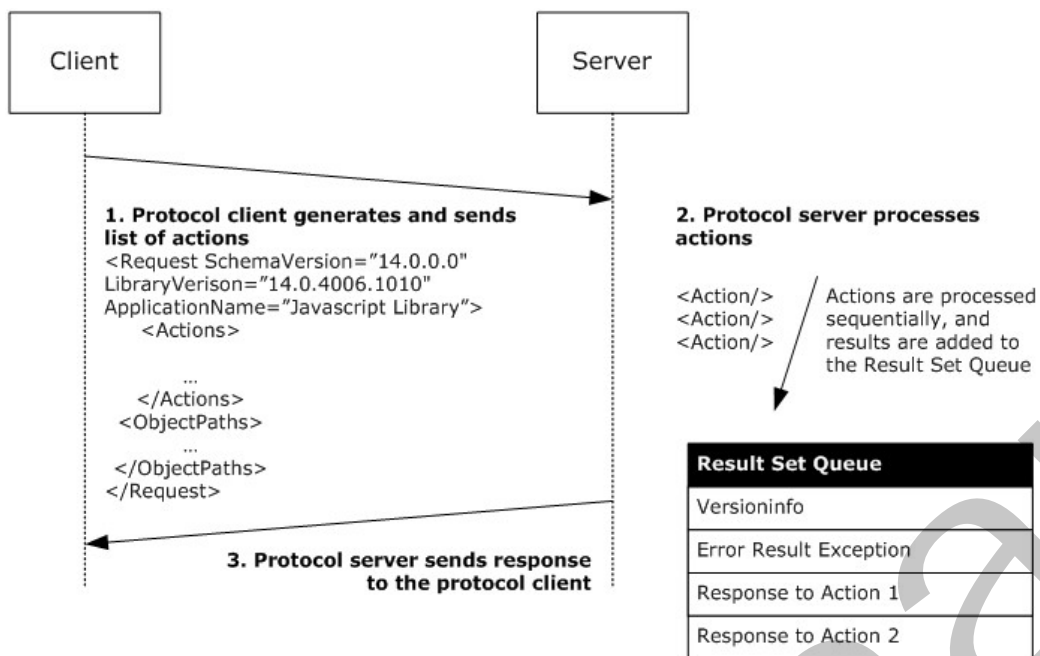 Client
Server
1. Protocol client generates and sends
list of actions
<Request SchemaVersion="14.0.0.0"
LibraryVerison=”14.0.4006.1010"
ApplicationName=”Javascript Library”>
<Actions>
...
</Actions>
<ObjectPaths>
...
</ObjectPaths>
</Request>
2. Protocol server processes
actions
<Action/>
<Action/>
<Action/>
Actions are processed
sequentially, and
results are added to
the Result Set Queue
3. Protocol server sends response
to the protocol client
Result Set Queue
Versioninfo
Error Result Exception
Response to Action 1
Response to Action 2